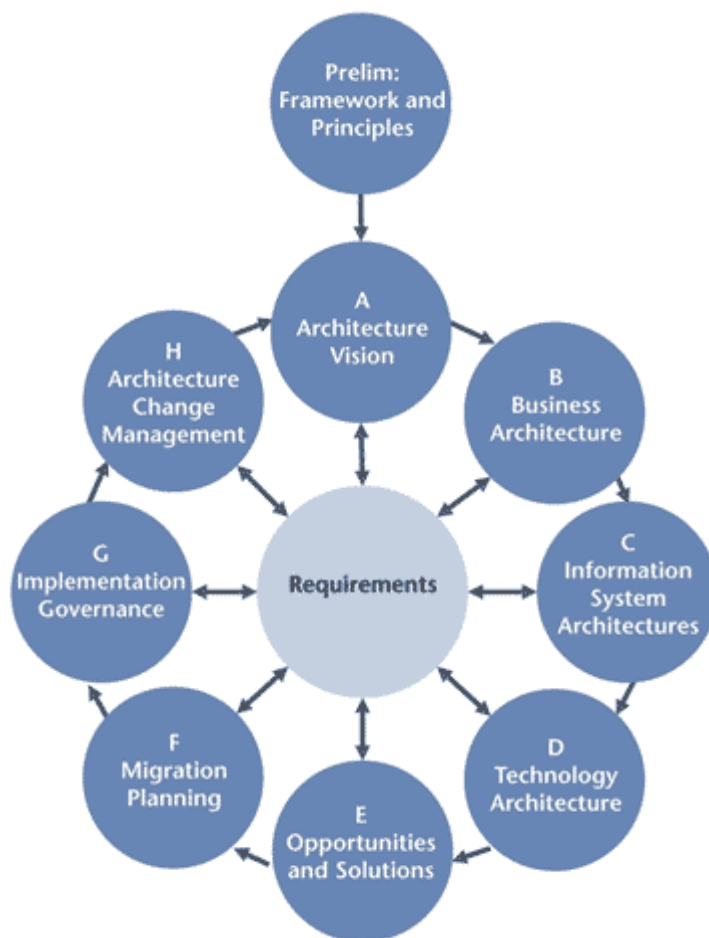 Prelim:
Framework and
Principles
A
Architecture
Vision
H
Architecture
Change
Management
B
Business
Architecture
G
Implementation
Governance
Requirements
C
Information
System
Architectures
F
Migration
Planning
D
Technology
Architecture
E
Opportunities
and Solutions